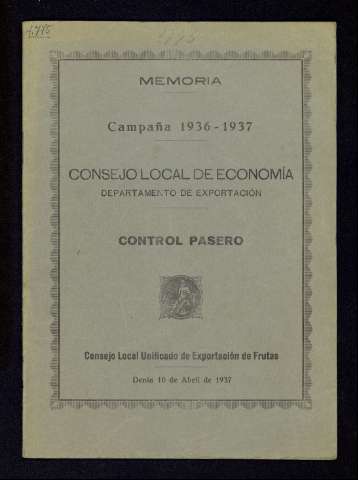 MEMORIA
Campaña 1936-1937
CONSEJO LOCAL DE ECONOMÍA
DEPARTAMENTO DE EXPORTACIÓN
CONTROL PASERO
Consejo Local Unificado de Exportación de Frutas
Denia 10 de Abril de 1937